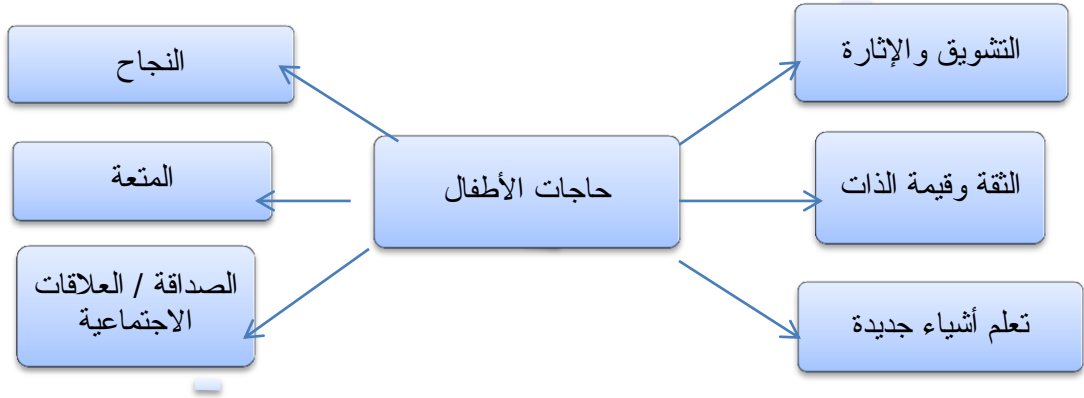 التشويق والإثارة
النجاح
الثقة وقيمة الذات
حاجات الأطفال
المتعة
تعلم أشياء جديدة
الصداقة / العلاقات
الاجتماعية